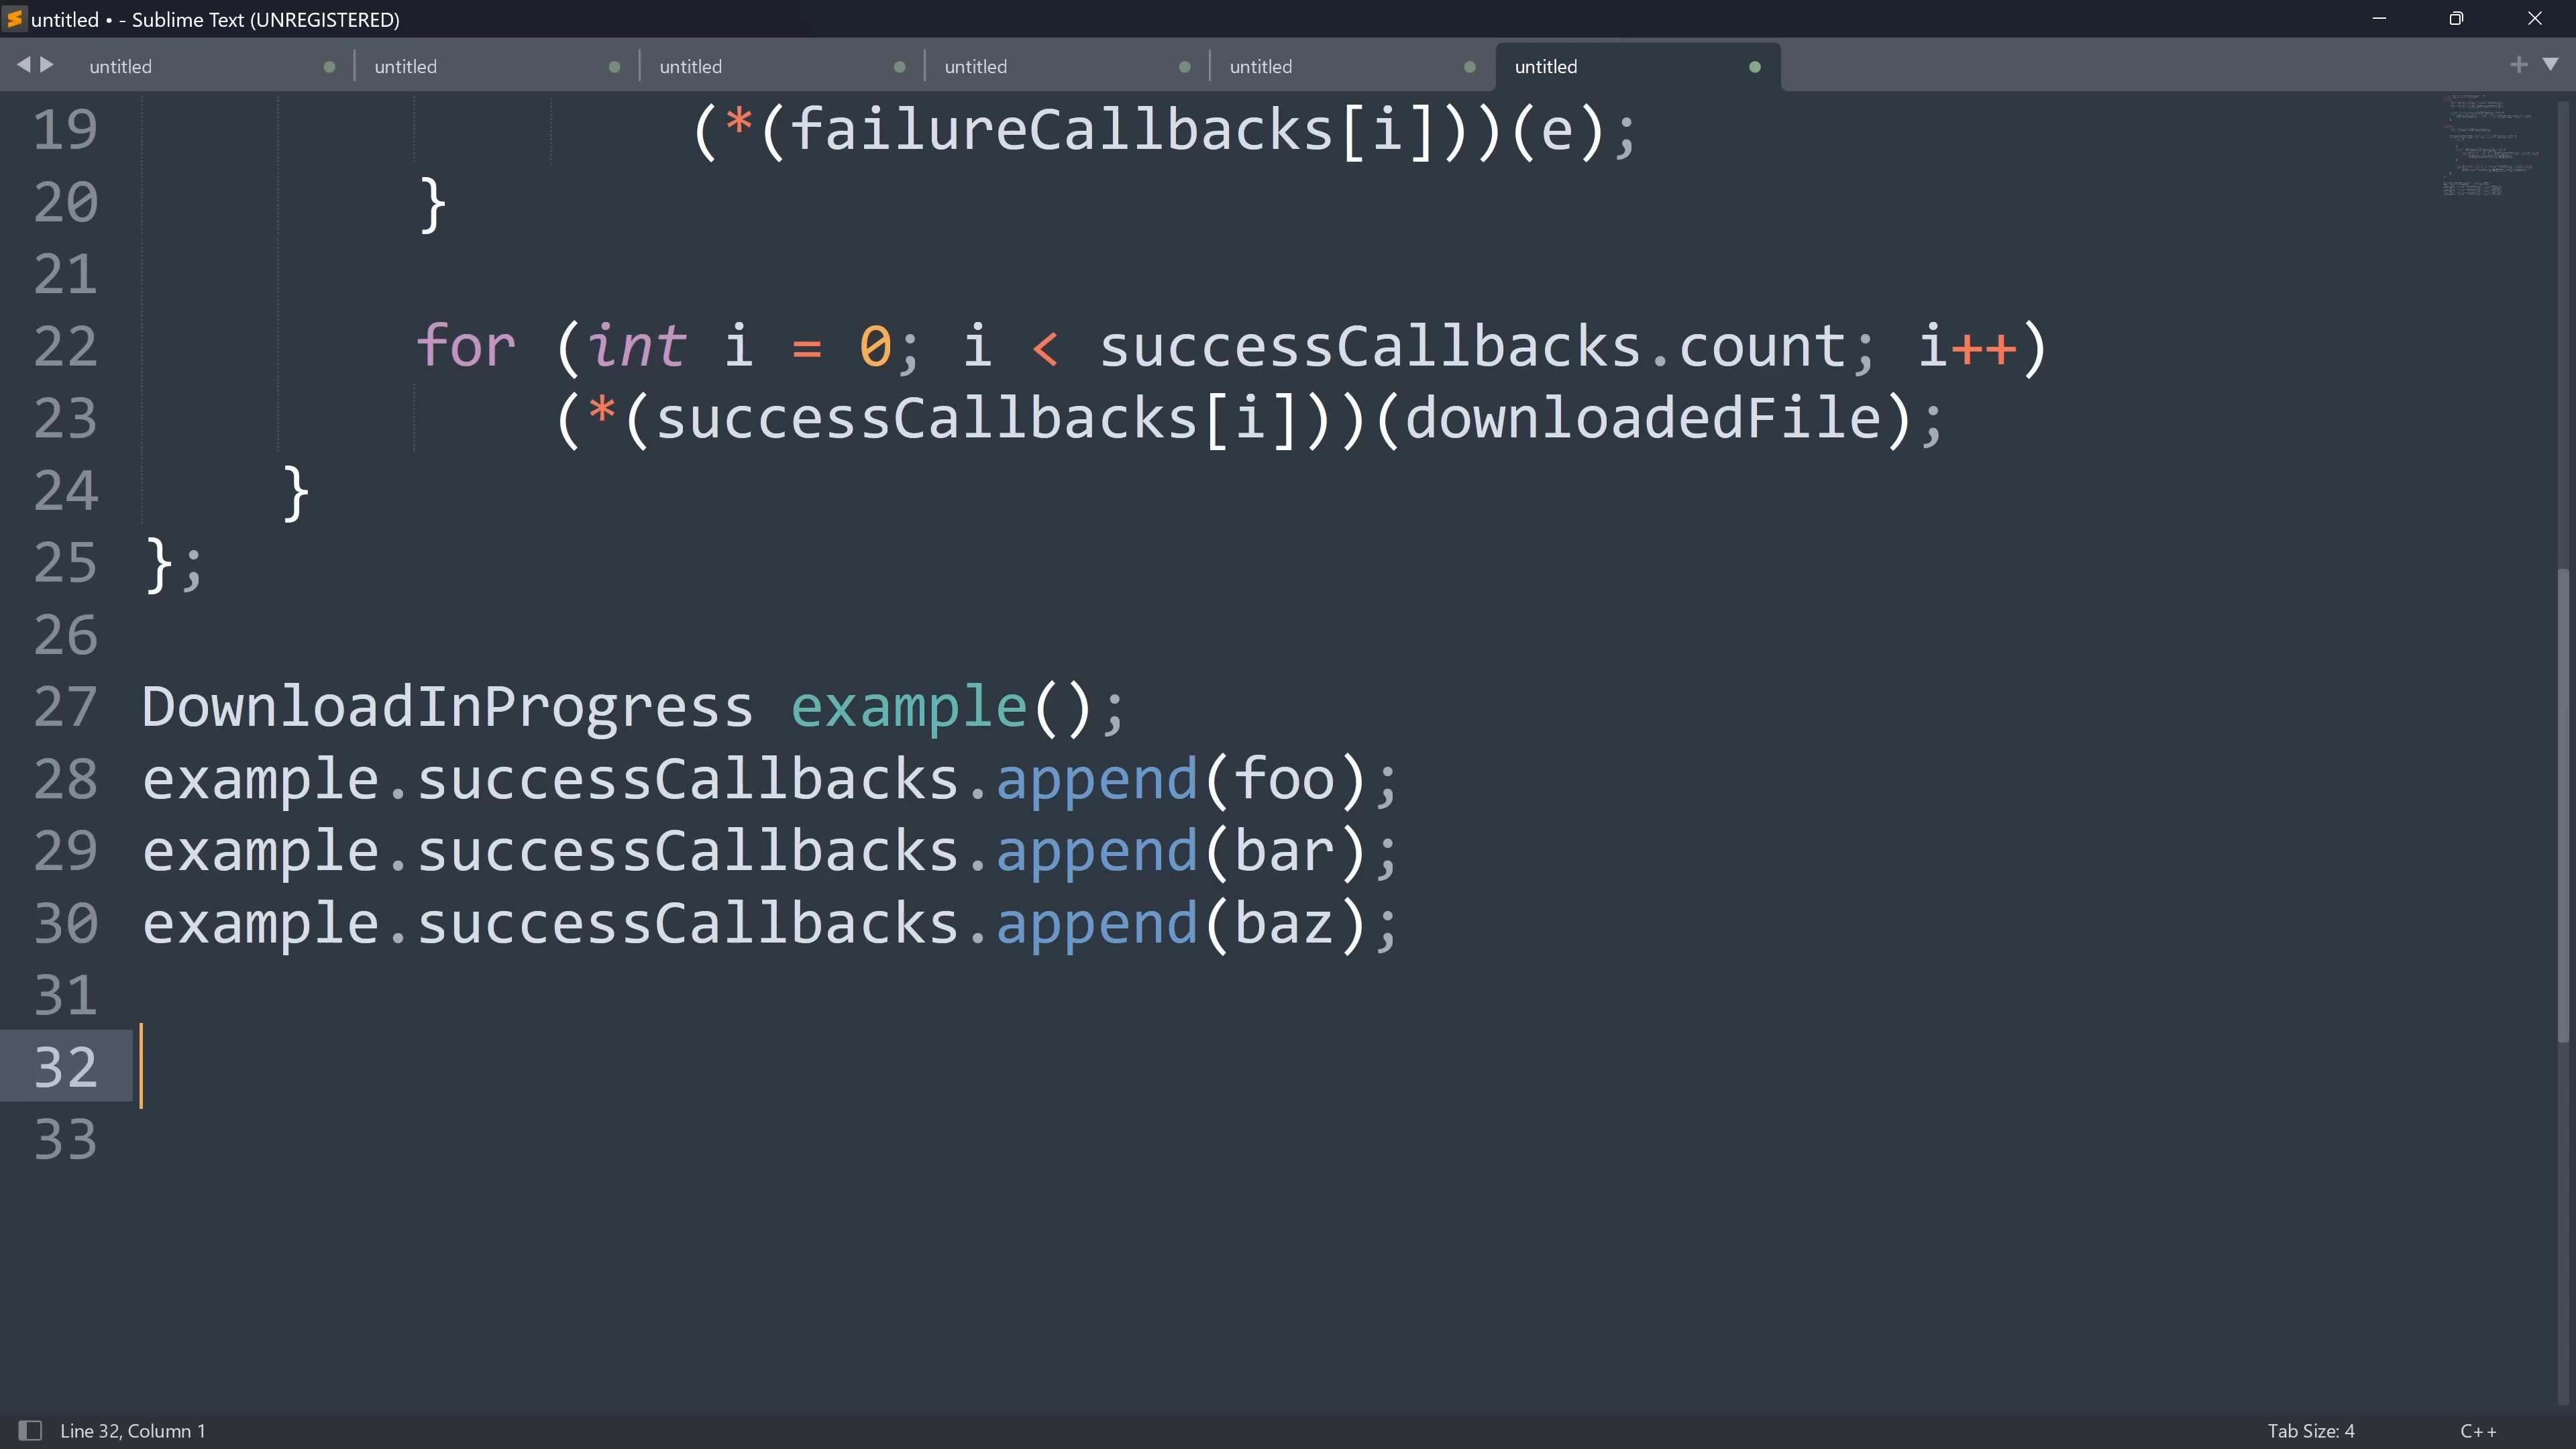 untitled • - Sublime Text (UNREGISTERED)
untitled untitled untitled untitled untitled untitled
19 (*(failureCallbacks[i]))(e);
20 }
21
22 for (int i = 0; i < successCallbacks.count; i++)
23 (*(successCallbacks[i]))(downloadedFile);
24 }
25 };
26
27 DownloadInProgress example();
28 example.successCallbacks.append(foo);
29 example.successCallbacks.append(bar);
30 example.successCallbacks.append(baz);
31
32
33
Line 32, Column 1 Tab Size: 4 C++